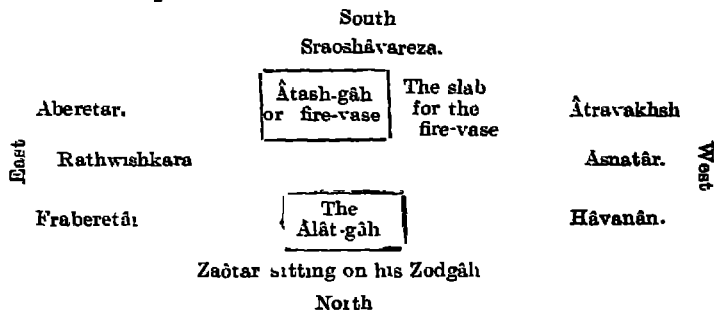 South
Sraoshâvareza.
Âtash-gâh The slab
Aberetar. or fire-vase for the Âtravakhsh
fire-vase
East Rathwishkara Asnatâr. West
The
Fraberetâr Alât-gâh Hâvanân.
Zaôtar sitting on his Zodgâh
North